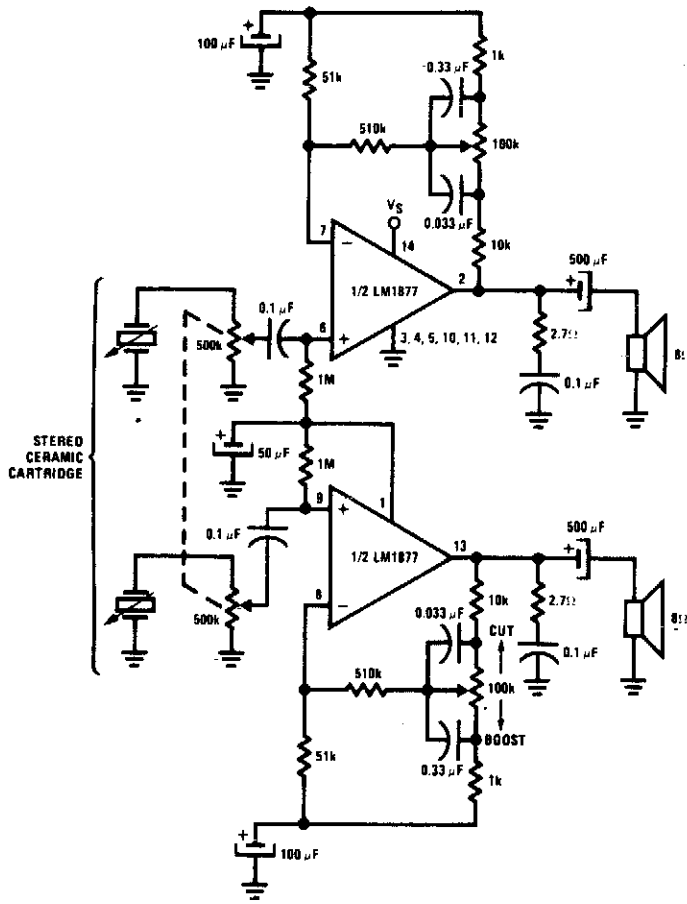 100 μF
+
51k
1k
0.33 μF
510k
100k
0.033 μF
VS
7
−
14
10k
500 μF
+
1/2 LM1877
2
0.1 μF
6
+
3, 4, 5, 10, 11, 12
2.7Ω
500k
1M
0.1 μF
8Ω
STEREO
CERAMIC
CARTRIDGE
+
50 μF
1M
9
+
1
0.1 μF
1/2 LM1877
13
500 μF
+
8
−
10k
2.7Ω
500k
0.033 μF
CUT
8Ω
0.1 μF
510k
100k
51k
BOOST
0.33 μF
1k
+
100 μF